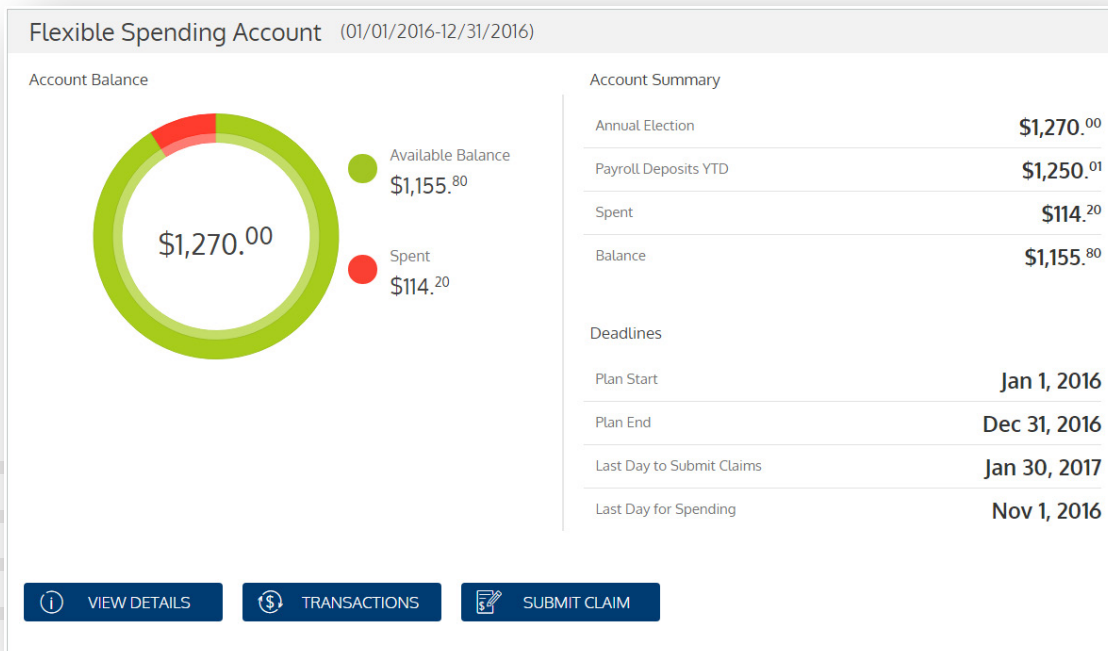 Flexible Spending Account (01/01/2016-12/31/2016)
Account Balance
$1,270.00
Available Balance
$1,155.80
Spent
$114.20
Account Summary
Annual Election $1,270.00
Payroll Deposits YTD $1,250.01
Spent $114.20
Balance $1,155.80
Deadlines
Plan Start Jan 1, 2016
Plan End Dec 31, 2016
Last Day to Submit Claims Jan 30, 2017
Last Day for Spending Nov 1, 2016
VIEW DETAILS TRANSACTIONS SUBMIT CLAIM